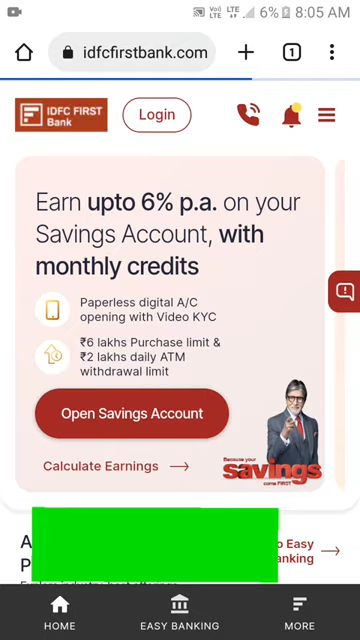 Voi) LTE LTE 6% 8:05 AM
idfcfirstbank.com 1
IDFC FIRST
Bank
Login
Earn upto 6% p.a. on your
Savings Account, with
monthly credits
Paperless digital A/C
opening with Video KYC
₹6 lakhs Purchase limit &
₹2 lakhs daily ATM
withdrawal limit
Open Savings Account
Calculate Earnings
Because your
savings
come FIRST
Easy
HOME
EASY BANKING
MORE